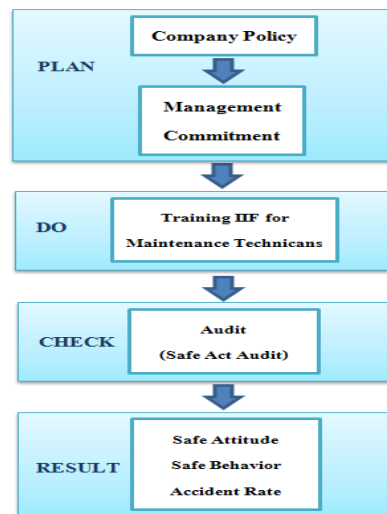 Company Policy
PLAN
Management
Commitment
Training IIF for
DO
Maintenance Technicans
Audit
CHECK
(Safe Act Audit)
Safe Attitude
Safe Behavior
RESULT
Accident Rate